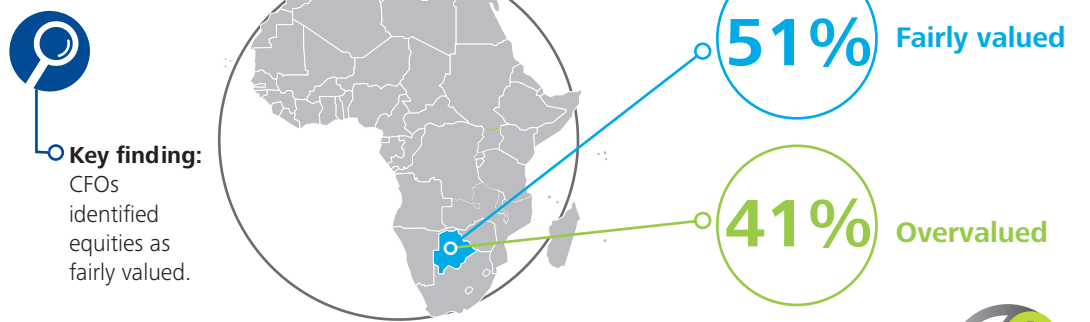 51%
Fairly valued
Key finding:
CFOs
identified
equities as
fairly valued.
41%
Overvalued